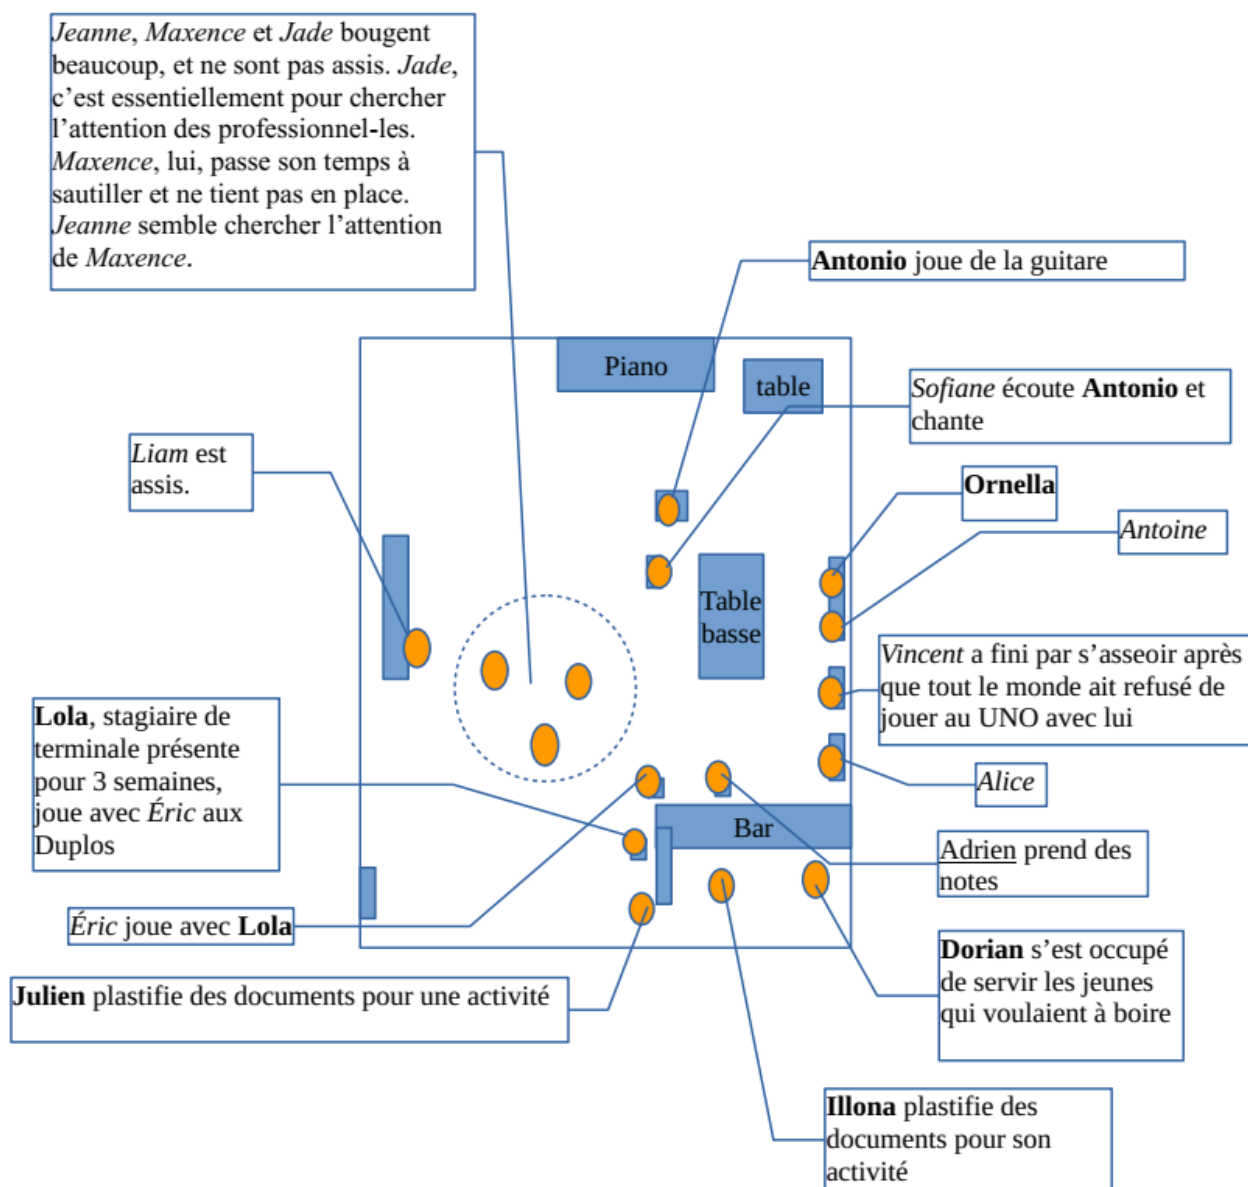 Jeanne, Maxence et Jade bougent
beaucoup, et ne sont pas assis. Jade,
c'est essentiellement pour chercher
l'attention des professionnel-les.
Maxence, lui, passe son temps à
sautiller et ne tient pas en place.
Jeanne semble chercher l'attention
de Maxence.
Antonio joue de la guitare
Piano
table
Sofiane écoute Antonio et
chante
Liam est
assis.
Ornella
Antoine
Table
basse
Vincent a fini par s'asseoir après
que tout le monde ait refusé de
jouer au UNO avec lui
Lola, stagiaire de
terminale présente
pour 3 semaines,
joue avec Éric aux
Duplos
Alice
Bar
Adrien prend des
notes
Éric joue avec Lola
Dorian s'est occupé
de servir les jeunes
qui voulaient à boire
Julien plastifie des documents pour une activité
Illona plastifie des
documents pour son
activité